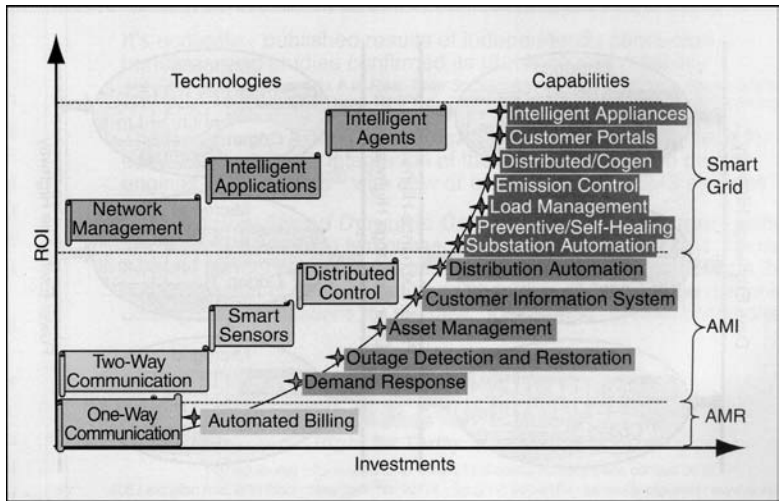 Technologies
Capabilities
Intelligent
Agents
Intelligent
Applications
Network
Management
Intelligent Appliances
Customer Portals
Distributed/Cogen
Emission Control
Load Management
Preventive/Self-Healing
Substation Automation
Smart
Grid
ROI
Distributed
Control
Smart
Sensors
Two-Way
Communication
Distribution Automation
Customer Information System
Asset Management
Outage Detection and Restoration
Demand Response
AMI
One-Way
Communication
Automated Billing
AMR
Investments